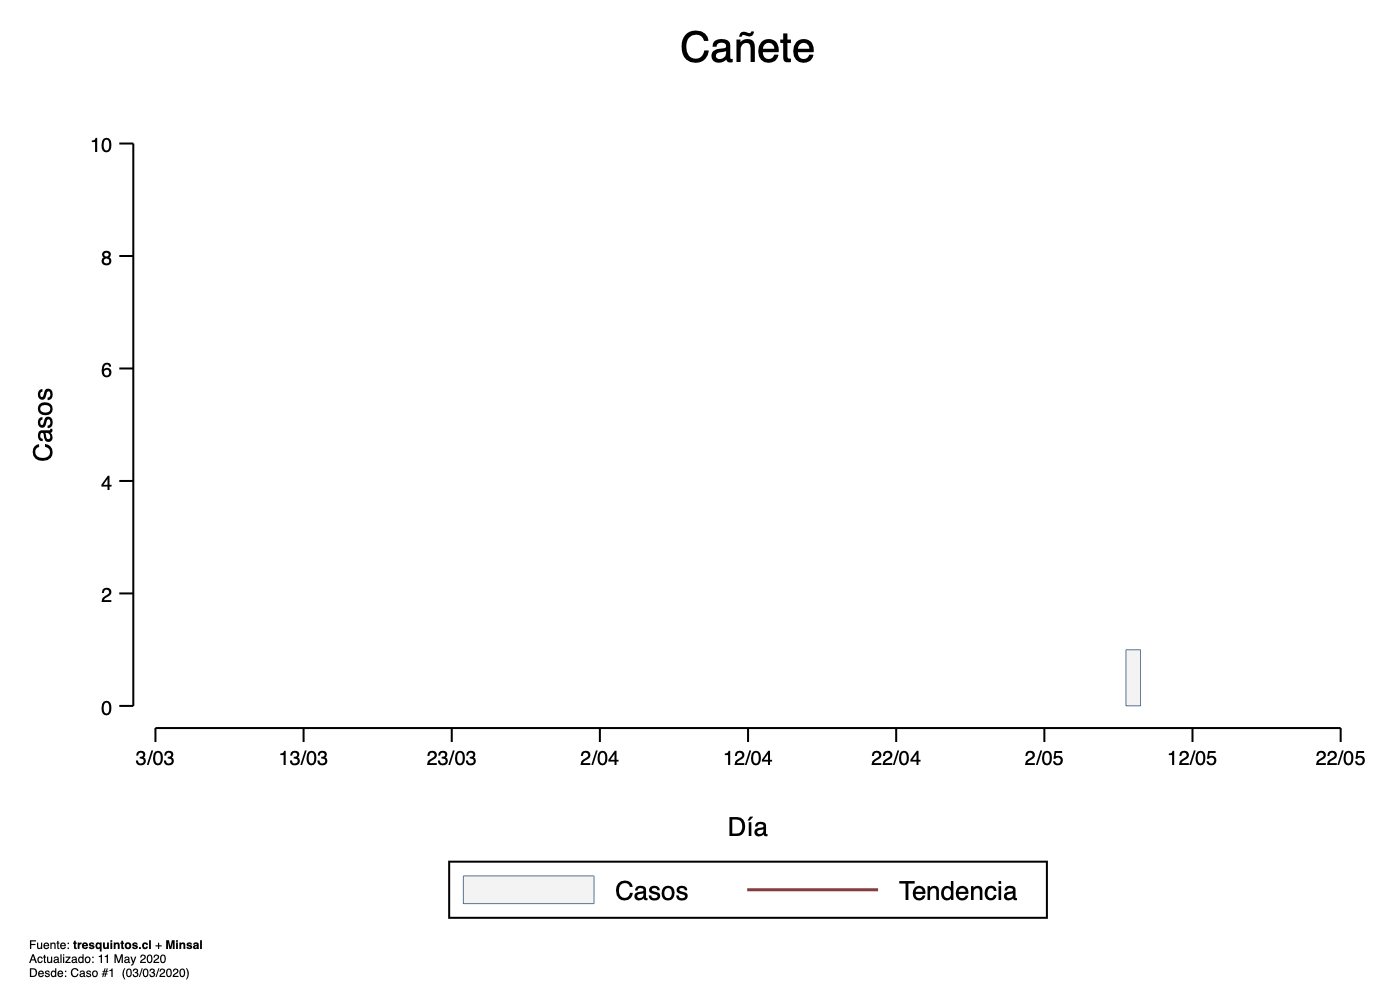 Cañete
10
8
6
4
2
0
Casos
3/03 13/03 23/03 2/04 12/04 22/04 2/05 12/05 22/05
Día
Casos Tendencia
Fuente: tresquintos.cl + Minsal
Actualizado: 11 May 2020
Desde: Caso #1 (03/03/2020)